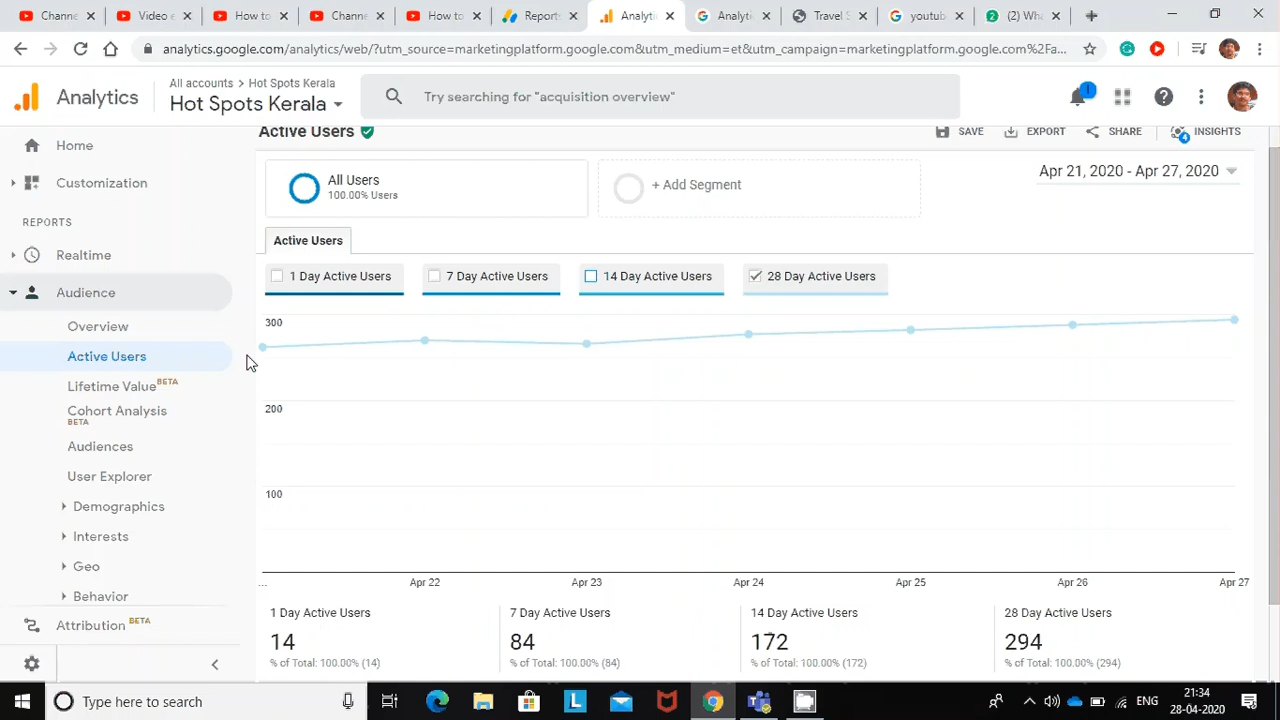 Chann
Video e
How to
Channe
How to
Report
Analyti
Analyti
Travel S
youtub
(2) Wh
analytics.google.com/analytics/web/?utm_source=marketingplatform.google.com&utm_medium=et&utm_campaign=marketingplatform.google.com%2Fa...
Analytics
All accounts > Hot Spots Kerala
Hot Spots Kerala
Try searching for "acquisition overview"
1
Home
Customization
REPORTS
Realtime
Audience
Overview
Active Users
Lifetime Value BETA
Cohort Analysis
BETA
Audiences
User Explorer
Demographics
Interests
Geo
Behavior
Attribution BETA
Active Users
SAVE
EXPORT
SHARE
4
INSIGHTS
All Users
100.00% Users
+ Add Segment
Apr 21, 2020 - Apr 27, 2020
Active Users
1 Day Active Users
7 Day Active Users
14 Day Active Users
28 Day Active Users
300
200
100
...
Apr 22
Apr 23
Apr 24
Apr 25
Apr 26
Apr 27
1 Day Active Users
14
% of Total: 100.00% (14)
7 Day Active Users
84
% of Total: 100.00% (84)
14 Day Active Users
172
% of Total: 100.00% (172)
28 Day Active Users
294
% of Total: 100.00% (294)
Type here to search
L
ENG
21:34
28-04-2020